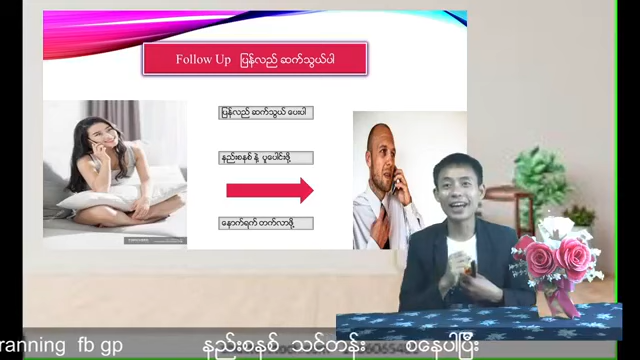 Follow Up ပြန်လည် ဆက်သွယ်ပါ
ပြန်လည် ဆက်သွယ် ပေးပါ
နည်းစနစ် နဲ့ ပူပေါင်းဖို့
နောက်ရက် တက်လာဖို့
ranning fb gp နည်းစနစ် သင်တန်း စနေပါပြီး